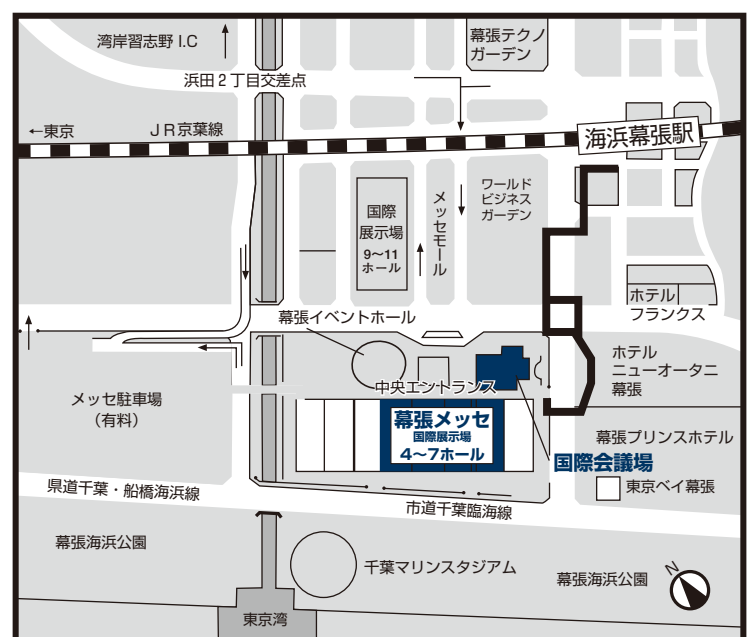 湾岸習志野 I.C
幕張テクノ
ガーデン
浜田２丁目交差点
←東京
ＪＲ京葉線
海浜幕張駅
国際
展示場
9〜11
ホール
メッセモール
ワールド
ビジネス
ガーデン
ホテル
フランクス
幕張イベントホール
ホテル
ニューオータニ
幕張
中央エントランス
メッセ駐車場
（有料）
幕張メッセ
国際展示場
4〜7ホール
幕張プリンスホテル
国際会議場
東京ベイ幕張
県道千葉・船橋海浜線
市道千葉臨海線
幕張海浜公園
千葉マリンスタジアム
幕張海浜公園
N
東京湾